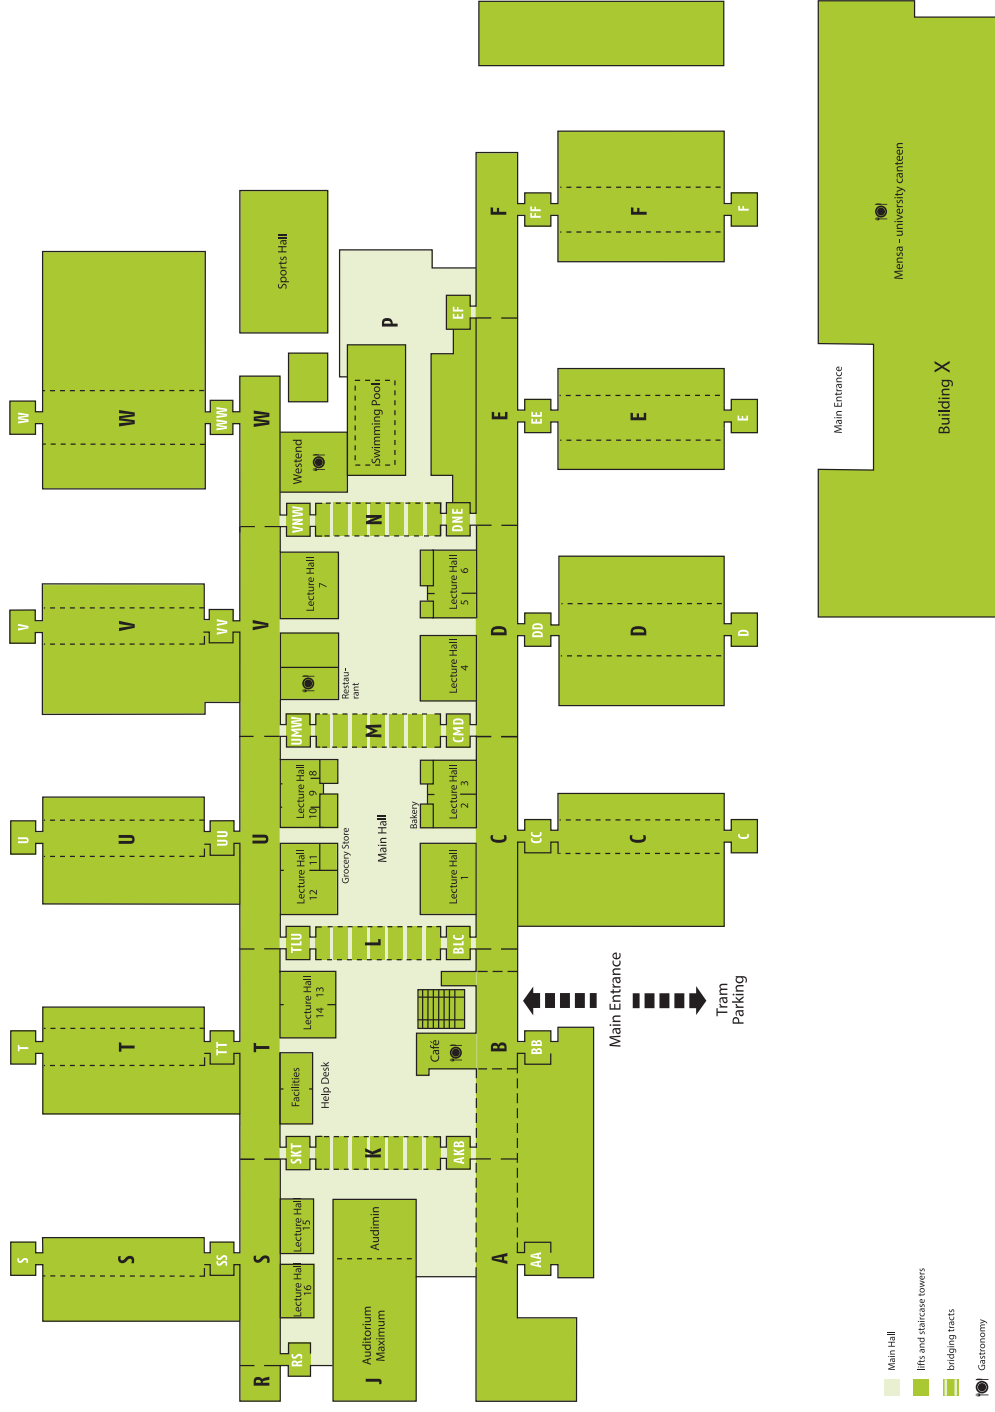 S
T
U
V
W
S
T
U
V
W
SS
TT
UU
VV
WW
R
S
T
U
V
W
Sports Hall
RS
Lecture Hall
16
Lecture Hall
15
SKT
Facilities
Help Desk
Lecture Hall
14 13
TLU
Lecture Hall
12 11
Lecture Hall
10 9 8
Grocery Store
UMW
Restau-
rant
Lecture Hall
7
VNW
Westend
J
Auditorium
Maximum
Audimin
K
L
Main Hall
M
N
Swimming Pool
P
Café
Bakery
AKB
BLC
Lecture Hall
1
Lecture Hall
2 3
CMD
Lecture Hall
4
Lecture Hall
5 6
DNE
EF
A
B
C
D
E
F
AA
BB
CC
DD
EE
FF
Main Entrance
Tram
Parking
C
D
E
F
C
D
E
F
Main Entrance
Mensa - university canteen
Building X
Main Hall
lifts and staircase towers
bridging tracts
Gastronomy